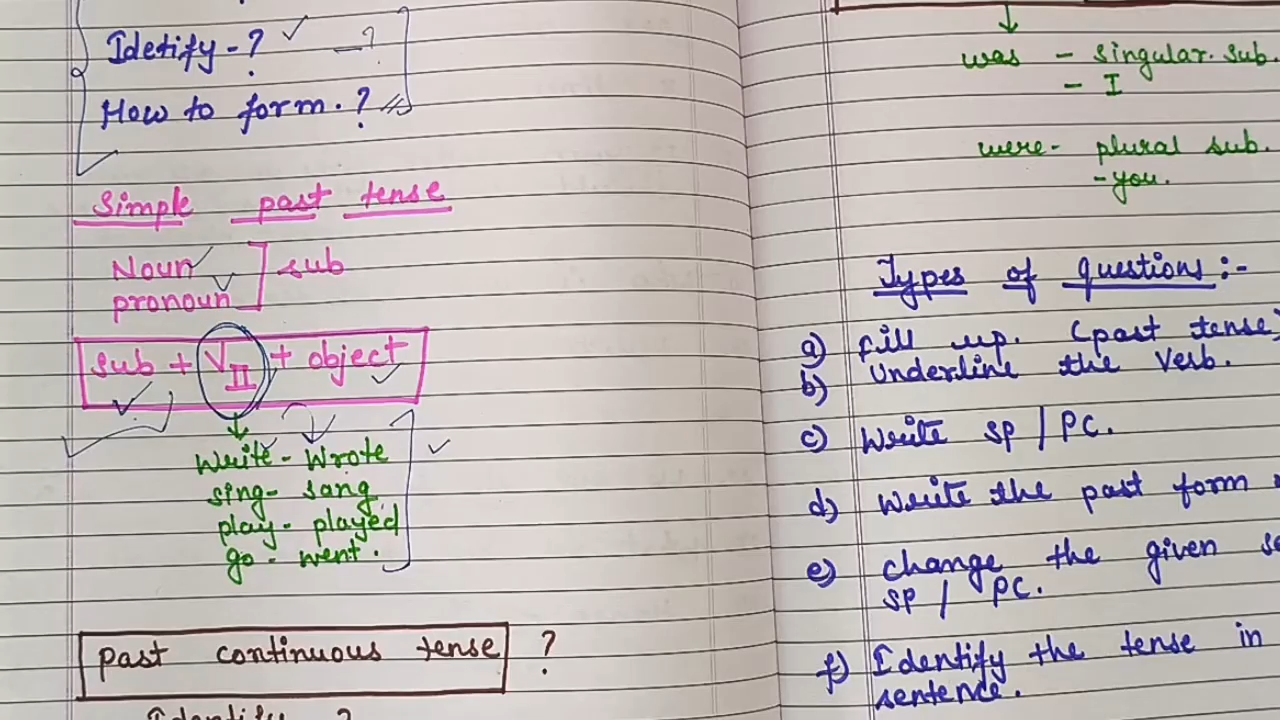 Idetify - ? - ?
How to form. ?
Simple past tense
Noun
pronoun
sub
sub + VII + object
Write - Wrote
sing - sang
play - played
go - went.
past continuous tense ?
Identify ?
was - singular. sub.
- I
were - plural sub.
- you.
Types of questions :-
a) fill up. (past tense)
b) Underline the Verb.
c) Write SP / PC.
d) Write the past form
e) change the given
SP / PC.
f) Identify the tense in
sentence.